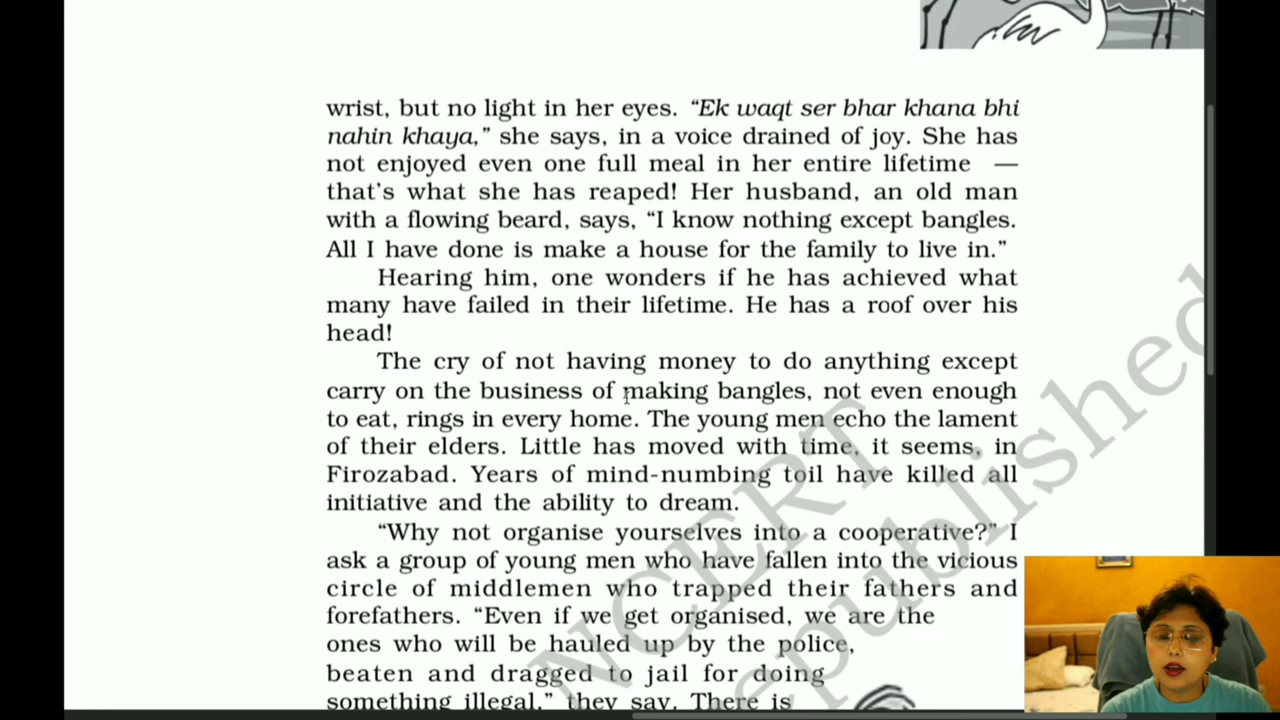 wrist, but no light in her eyes. “Ek waqt ser bhar khana bhi
nahin khaya,” she says, in a voice drained of joy. She has
not enjoyed even one full meal in her entire lifetime —
that’s what she has reaped! Her husband, an old man
with a flowing beard, says, “I know nothing except bangles.
All I have done is make a house for the family to live in.”
Hearing him, one wonders if he has achieved what
many have failed in their lifetime. He has a roof over his
head!
The cry of not having money to do anything except
carry on the business of making bangles, not even enough
to eat, rings in every home. The young men echo the lament
of their elders. Little has moved with time, it seems, in
Firozabad. Years of mind-numbing toil have killed all
initiative and the ability to dream.
“Why not organise yourselves into a cooperative?” I
ask a group of young men who have fallen into the vicious
circle of middlemen who trapped their fathers and
forefathers. “Even if we get organised, we are the
ones who will be hauled up by the police,
beaten and dragged to jail for doing
something illegal,” they say. There is
NCERT
epublished